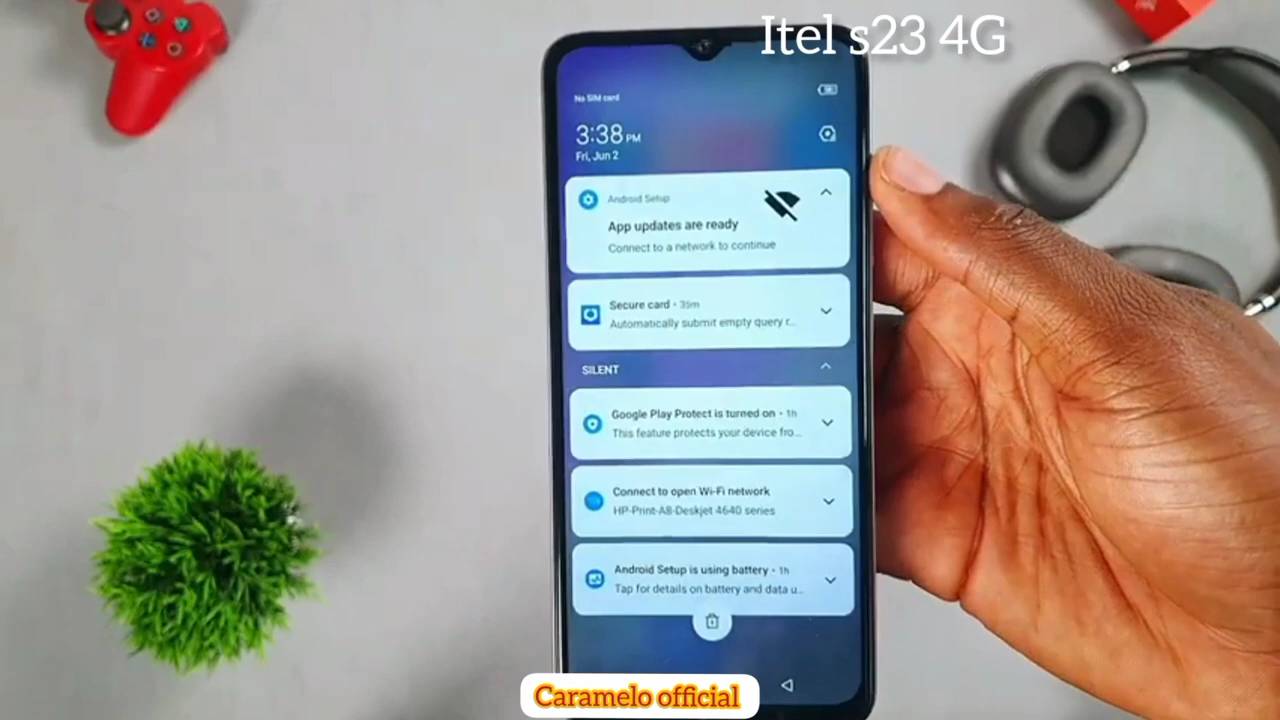 Itel s23 4G
No SIM card
3:38 PM
Fri, Jun 2
Android Setup
App updates are ready
Connect to a network to continue
Secure card • 35m
Automatically submit empty query r...
SILENT
Google Play Protect is turned on • 1h
This feature protects your device fro...
Connect to open Wi-Fi network
HP-Print-A8-Deskjet 4640 series
Android Setup is using battery • 1h
Tap for details on battery and data u...
Caramelo official